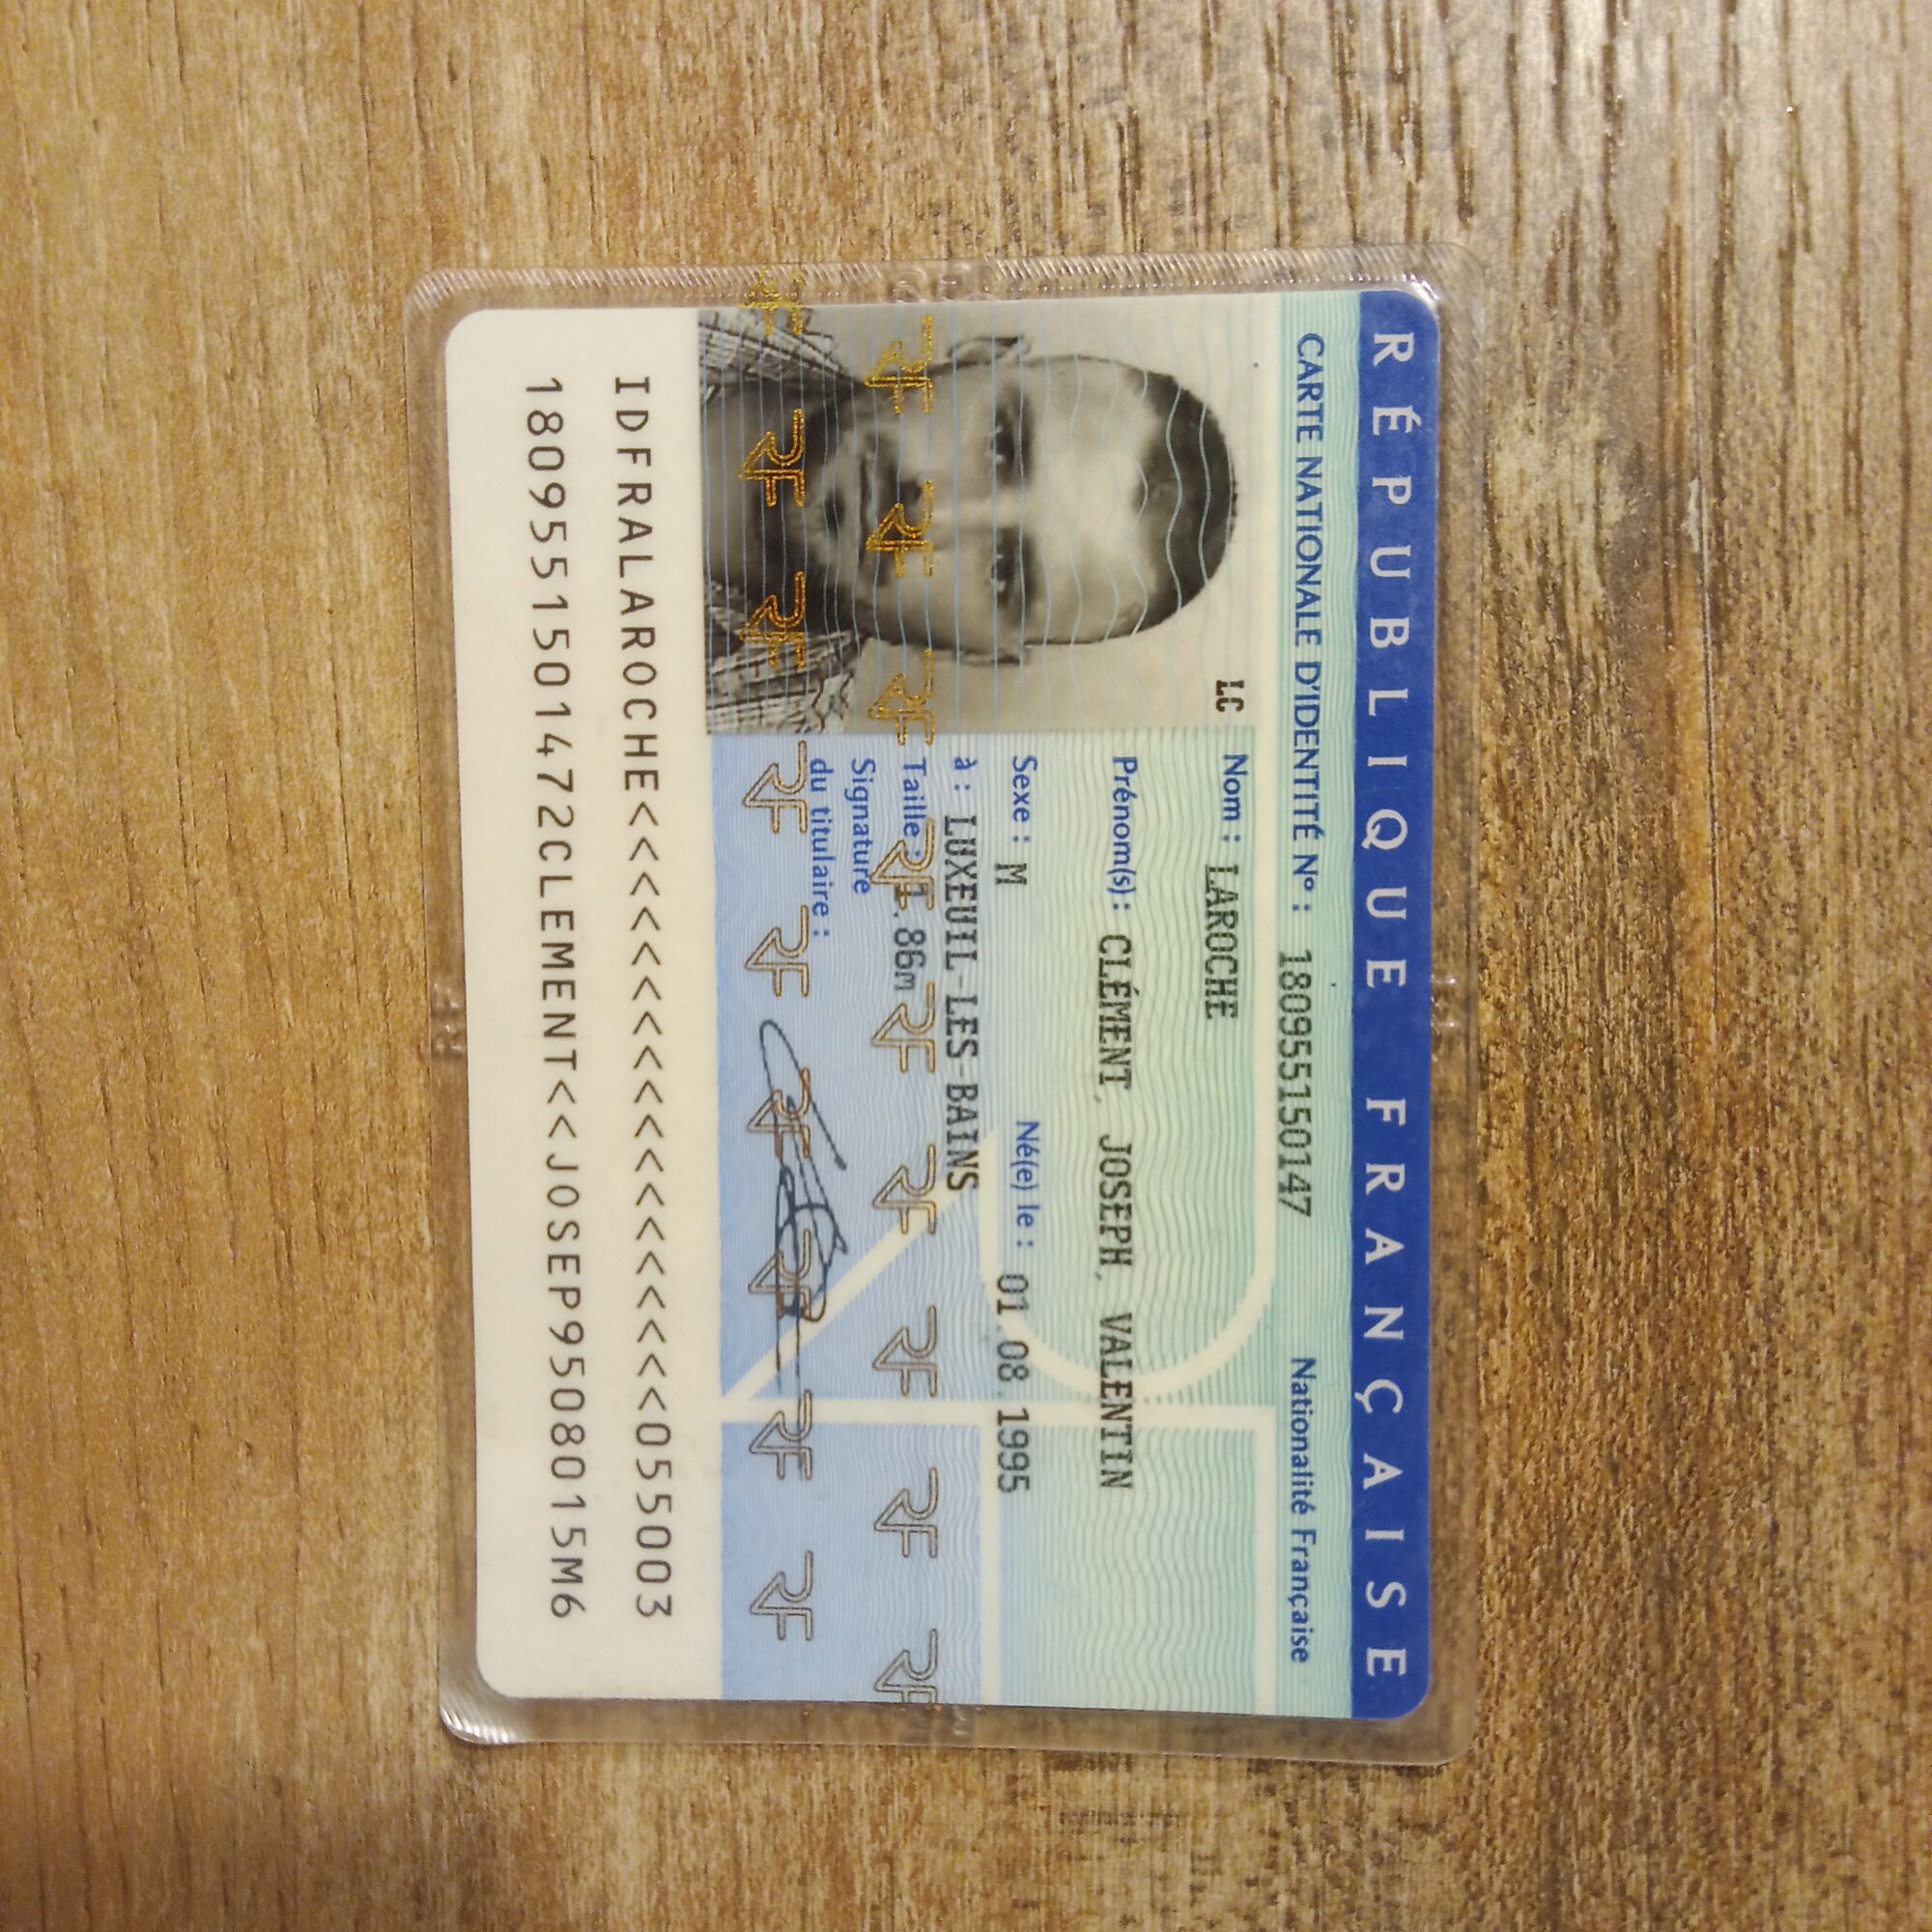 RÉPUBLIQUE FRANÇAISE
CARTE NATIONALE D'IDENTITÉ N° : 180955150147 Nationalité Française
LC
Nom : LAROCHE
Prénom(s) : CLÉMENT, JOSEPH, VALENTIN
Sexe : M Né(e) le : 01.08.1995
à : LUXEUIL-LES-BAINS
Taille : 1.86m
Signature
du titulaire :
IDFRALAROCHE<<<<<<<<<<<<<<<<<<055003
1809551501472CLEMENT<<JOSEP9508015M6